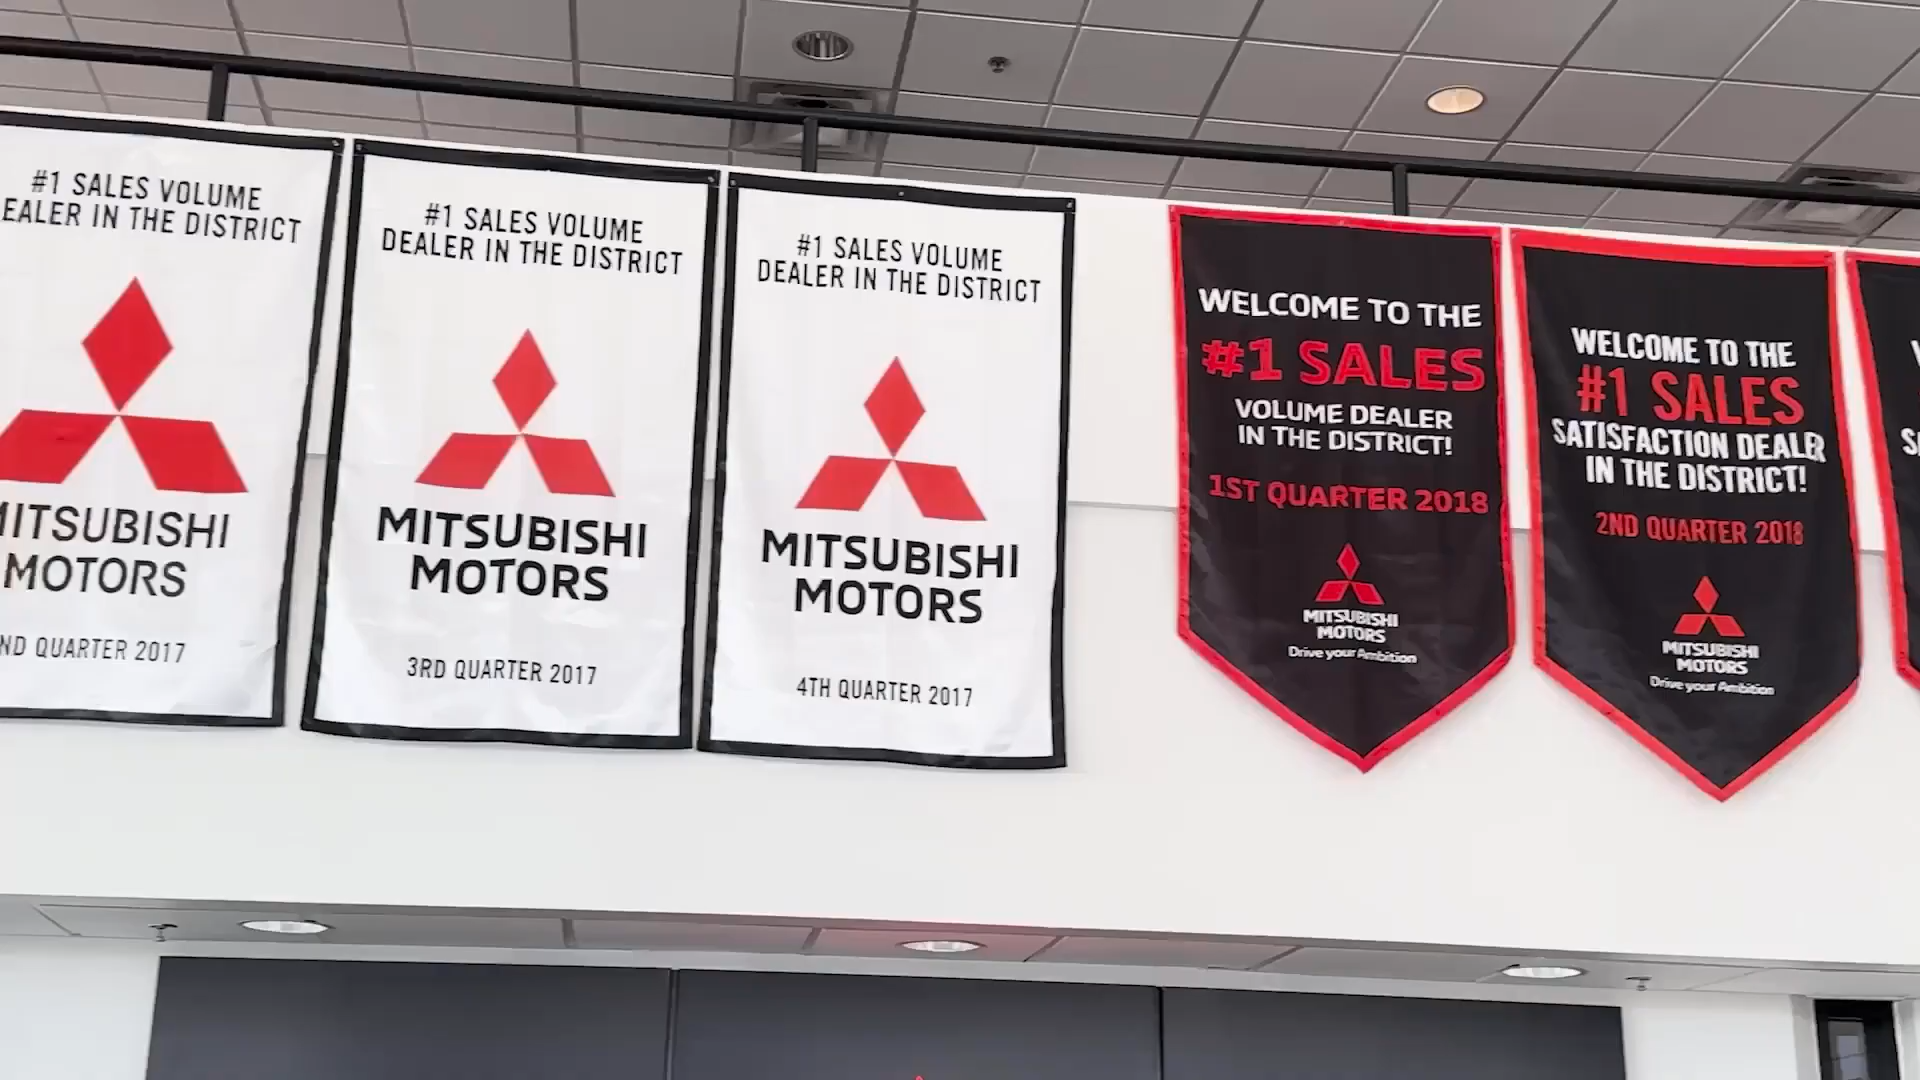 #1 SALES VOLUME
EALER IN THE DISTRICT
MITSUBISHI
MOTORS
ND QUARTER 2017
#1 SALES VOLUME
DEALER IN THE DISTRICT
MITSUBISHI
MOTORS
3RD QUARTER 2017
#1 SALES VOLUME
DEALER IN THE DISTRICT
MITSUBISHI
MOTORS
4TH QUARTER 2017
WELCOME TO THE
#1 SALES
VOLUME DEALER
IN THE DISTRICT!
1ST QUARTER 2018
MITSUBISHI
MOTORS
Drive your Ambition
WELCOME TO THE
#1 SALES
SATISFACTION DEALER
IN THE DISTRICT!
2ND QUARTER 2018
MITSUBISHI
MOTORS
Drive your Ambition